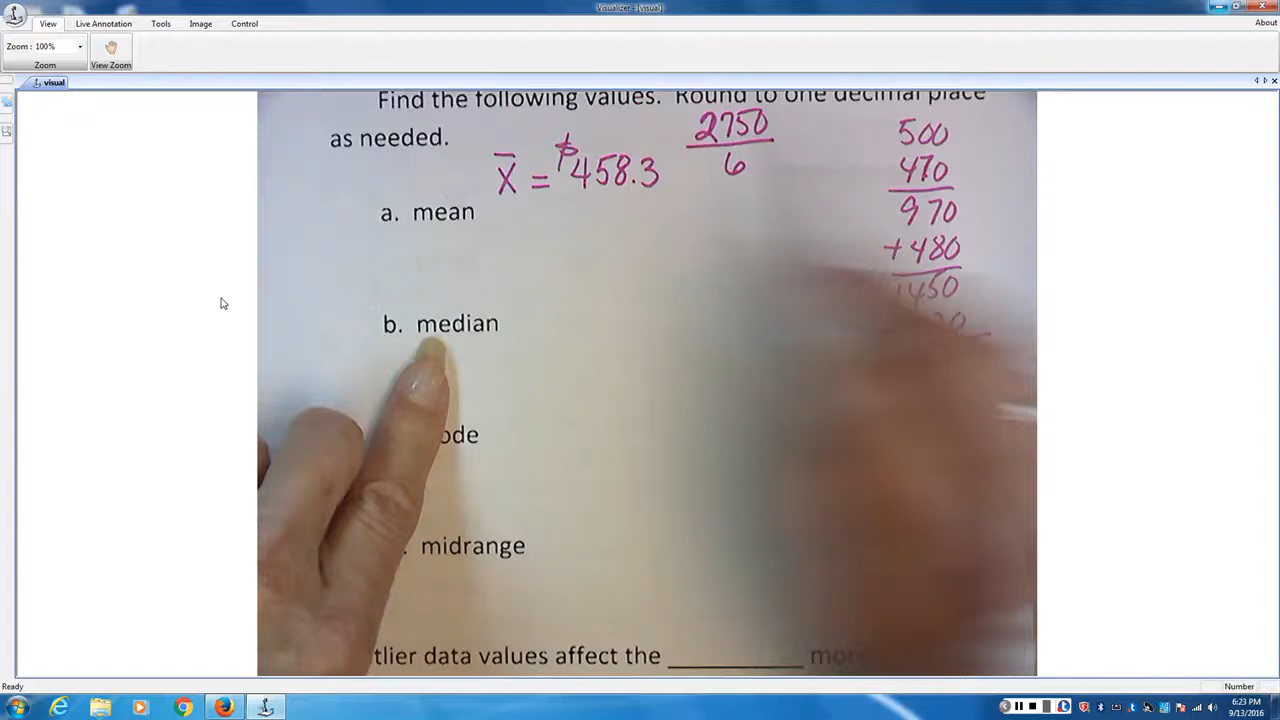 Visualizer - [visual]
View Live Annotation Tools Image Control
About
Zoom : 100%
Zoom View Zoom
visual
Find the following values. Round to one decimal place
as needed.
X̄ = $458.3
2750
6
500
470
970
+480
1450
a. mean
b. median
midrange
data values affect the __________
Ready
Number
6:23 PM
9/13/2016